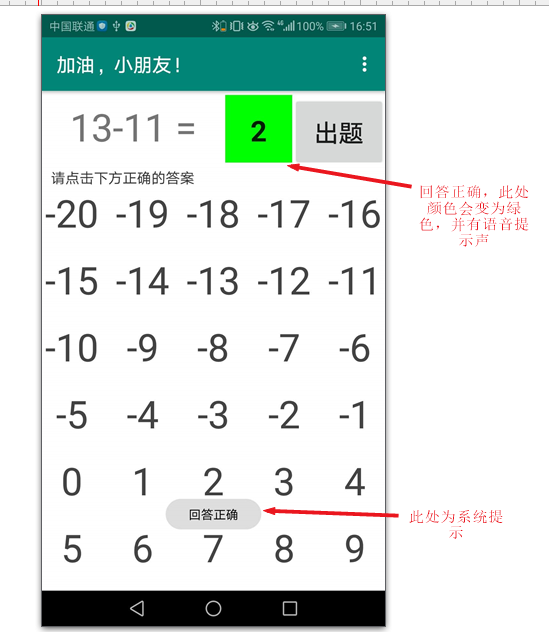 中国联通 4G 100% 16:51
加油，小朋友！
13-11 = 2 出题
请点击下方正确的答案
-20 -19 -18 -17 -16
-15 -14 -13 -12 -11
-10 -9 -8 -7 -6
-5 -4 -3 -2 -1
0 1 2 3 4
回答正确
5 6 7 8 9
回答正确，此处
颜色会变为绿
色，并有语音提
示声
此处为系统提
示